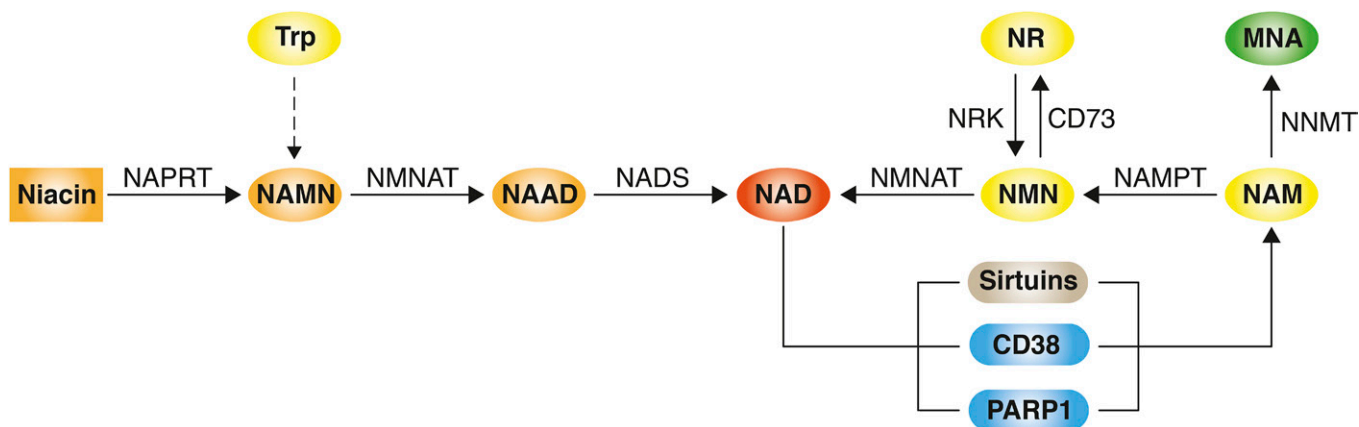 Trp
NR
MNA
NRK
CD73
NNMT
Niacin
NAPRT
NAMN
NMNAT
NAAD
NADS
NAD
NMNAT
NMN
NAMPT
NAM
Sirtuins
CD38
PARP1